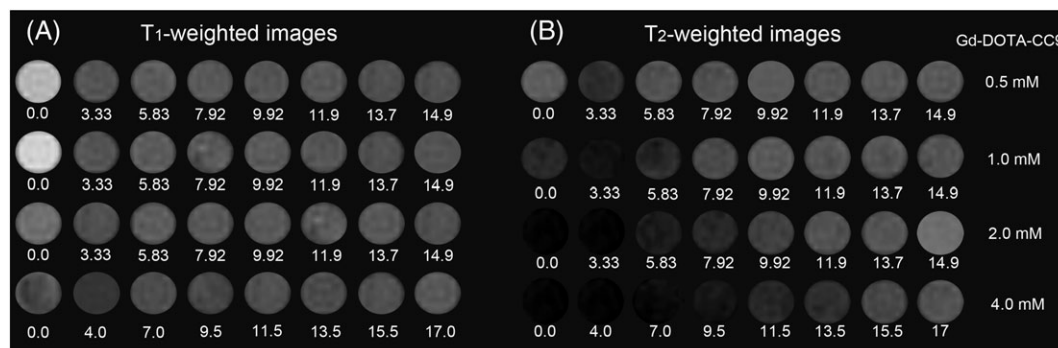 (A) T1-weighted images (B) T2-weighted images Gd-DOTA-CC9
0.5 mM
0.0 3.33 5.83 7.92 9.92 11.9 13.7 14.9 0.0 3.33 5.83 7.92 9.92 11.9 13.7 14.9
1.0 mM
0.0 3.33 5.83 7.92 9.92 11.9 13.7 14.9 0.0 3.33 5.83 7.92 9.92 11.9 13.7 14.9
2.0 mM
0.0 3.33 5.83 7.92 9.92 11.9 13.7 14.9 0.0 3.33 5.83 7.92 9.92 11.9 13.7 14.9
4.0 mM
0.0 4.0 7.0 9.5 11.5 13.5 15.5 17.0 0.0 4.0 7.0 9.5 11.5 13.5 15.5 17